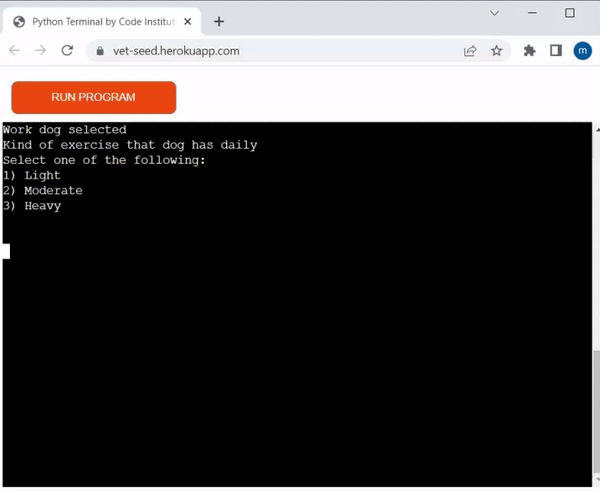 Python Terminal by Code Institut
vet-seed.herokuapp.com
m
RUN PROGRAM
Work dog selected
Kind of exercise that dog has daily
Select one of the following:
1) Light
2) Moderate
3) Heavy